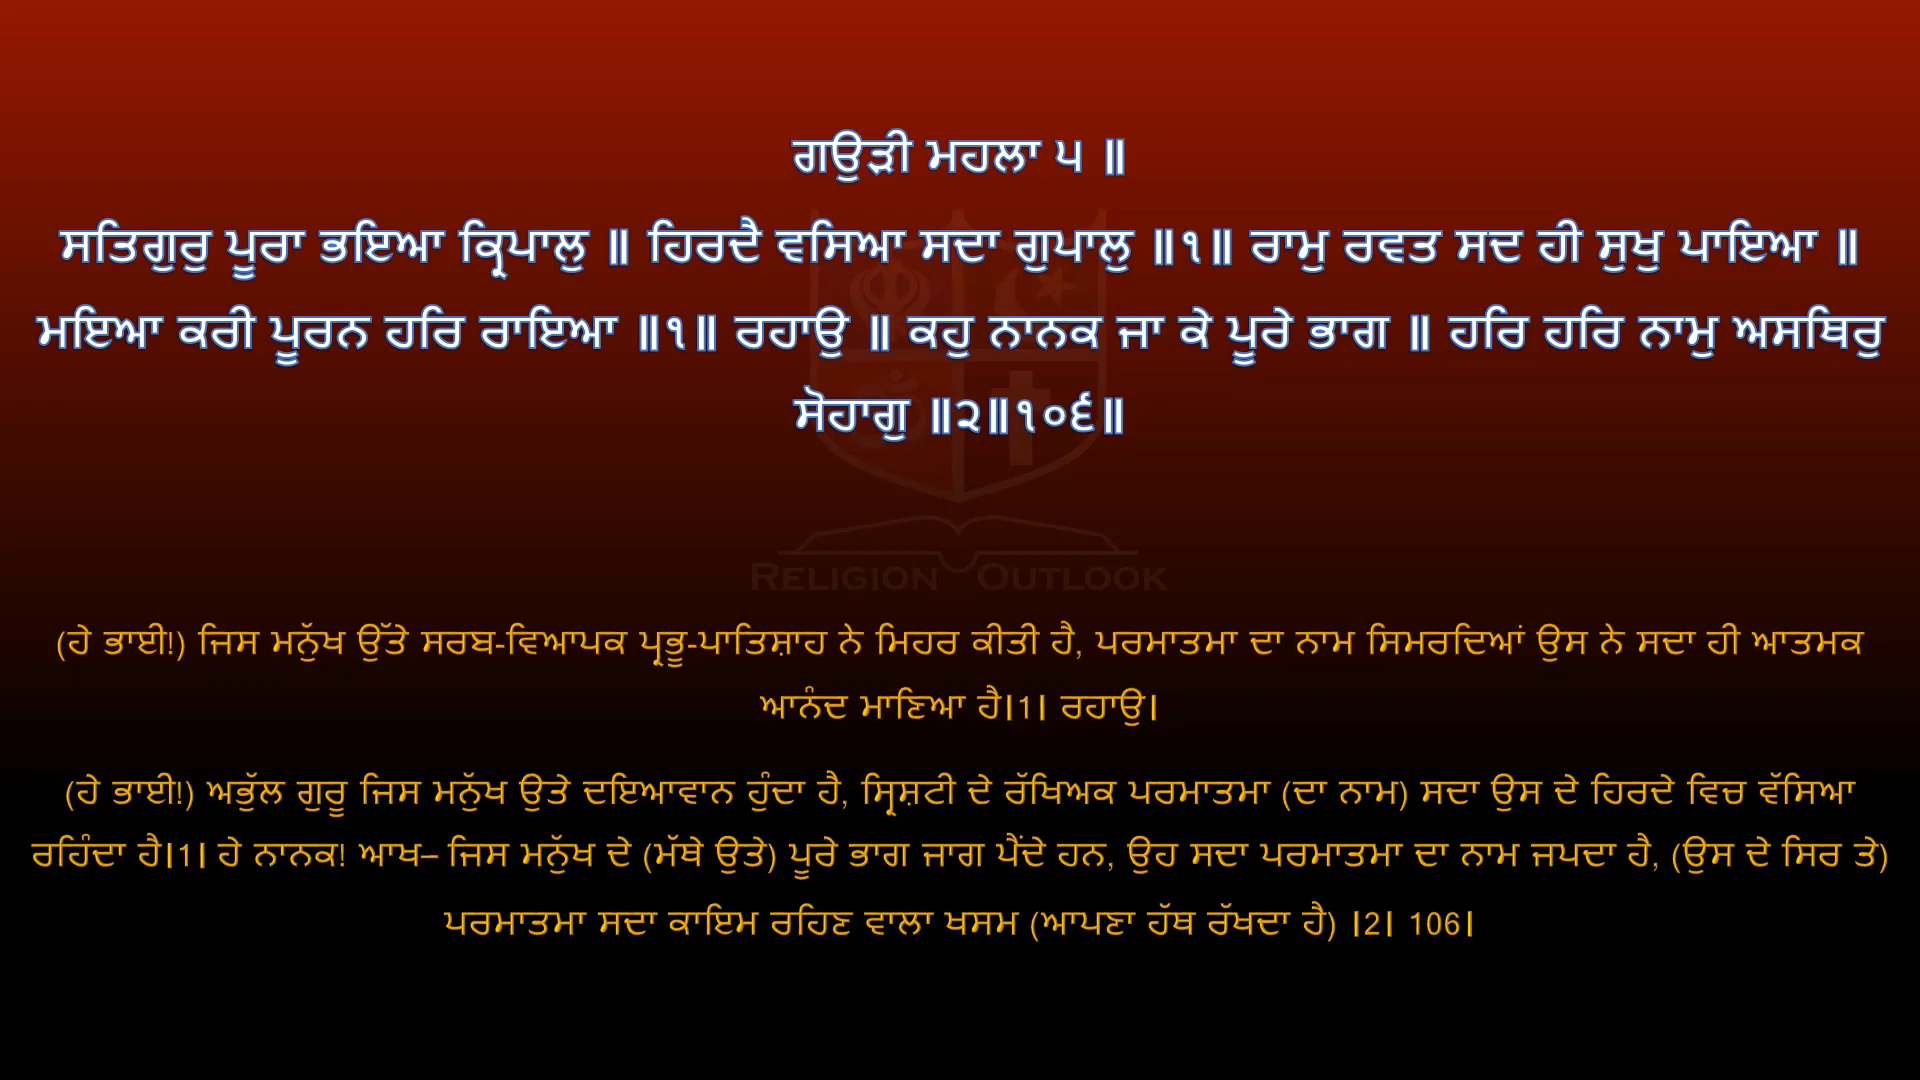 ਗਉੜੀ ਮਹਲਾ ੫ ॥
ਸਤਿਗੁਰੁ ਪੂਰਾ ਭਇਆ ਕ੍ਰਿਪਾਲੁ ॥ ਹਿਰਦੈ ਵਸਿਆ ਸਦਾ ਗੁਪਾਲੁ ॥੧॥ ਰਾਮੁ ਰਵਤ ਸਦ ਹੀ ਸੁਖੁ ਪਾਇਆ ॥
ਮਇਆ ਕਰੀ ਪੂਰਨ ਹਰਿ ਰਾਇਆ ॥੧॥ ਰਹਾਉ ॥ ਕਹੁ ਨਾਨਕ ਜਾ ਕੇ ਪੂਰੇ ਭਾਗ ॥ ਹਰਿ ਹਰਿ ਨਾਮੁ ਅਸਥਿਰੁ
ਸੋਹਾਗੁ ॥੨॥੧੦੬॥
RELIGION OUTLOOK
(ਹੇ ਭਾਈ!) ਜਿਸ ਮਨੁੱਖ ਉੱਤੇ ਸਰਬ-ਵਿਆਪਕ ਪ੍ਰਭੂ-ਪਾਤਿਸ਼ਾਹ ਨੇ ਮਿਹਰ ਕੀਤੀ ਹੈ, ਪਰਮਾਤਮਾ ਦਾ ਨਾਮ ਸਿਮਰਦਿਆਂ ਉਸ ਨੇ ਸਦਾ ਹੀ ਆਤਮਕ
ਆਨੰਦ ਮਾਣਿਆ ਹੈ।1। ਰਹਾਉ।
(ਹੇ ਭਾਈ!) ਅਭੁੱਲ ਗੁਰੂ ਜਿਸ ਮਨੁੱਖ ਉਤੇ ਦਇਆਵਾਨ ਹੁੰਦਾ ਹੈ, ਸ੍ਰਿਸ਼ਟੀ ਦੇ ਰੱਖਿਅਕ ਪਰਮਾਤਮਾ (ਦਾ ਨਾਮ) ਸਦਾ ਉਸ ਦੇ ਹਿਰਦੇ ਵਿਚ ਵੱਸਿਆ
ਰਹਿੰਦਾ ਹੈ।1। ਹੇ ਨਾਨਕ! ਆਖ– ਜਿਸ ਮਨੁੱਖ ਦੇ (ਮੱਥੇ ਉਤੇ) ਪੂਰੇ ਭਾਗ ਜਾਗ ਪੈਂਦੇ ਹਨ, ਉਹ ਸਦਾ ਪਰਮਾਤਮਾ ਦਾ ਨਾਮ ਜਪਦਾ ਹੈ, (ਉਸ ਦੇ ਸਿਰ ਤੇ)
ਪਰਮਾਤਮਾ ਸਦਾ ਕਾਇਮ ਰਹਿਣ ਵਾਲਾ ਖਸਮ (ਆਪਣਾ ਹੱਥ ਰੱਖਦਾ ਹੈ) ।2। 106।